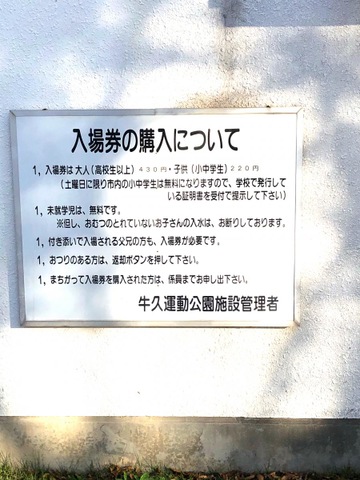 入場券の購入について
1，入場券は 大人（高校生以上）４３０円・子供（小中学生）２２０円
（土曜日に限り市内の小中学生は無料になりますので、学校で発行して
いる証明書を受付で提示して下さい）
1，未就学児は、無料です。
※但し、おむつのとれていないお子さんの入水は、お断りしております。
1，付き添いで入場される父兄の方も、入場券が必要です。
1，おつりのある方は、返却ボタンを押して下さい。
1，まちがって入場券を購入された方は、係員までお申し出下さい。
牛久運動公園施設管理者